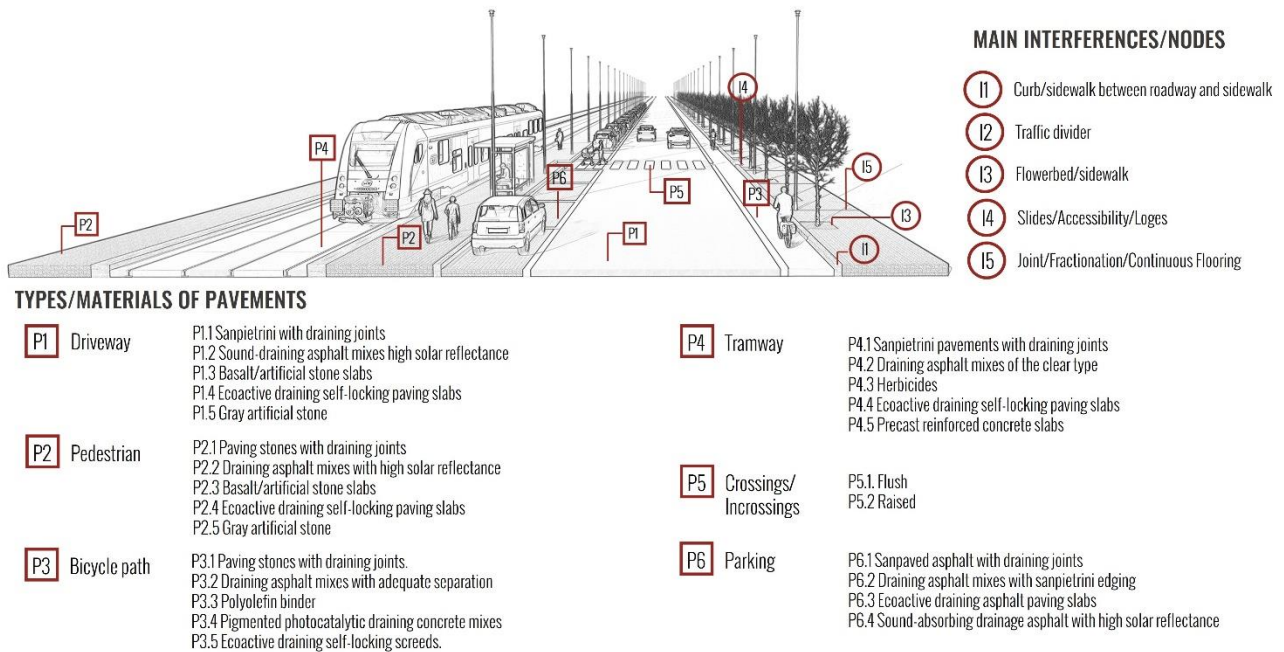 MAIN INTERFERENCES/NODES
I1 Curb/sidewalk between roadway and sidewalk
I2 Traffic divider
I3 Flowerbed/sidewalk
I4 Slides/Accessibility/Loges
I5 Joint/Fractionation/Continuous Flooring
I4
P4
P6
P5
P3
I5
P2
P2
P1
I3
I1
TYPES/MATERIALS OF PAVEMENTS
P1 Driveway
P1.1 Sanpietrini with draining joints
P1.2 Sound-draining asphalt mixes high solar reflectance
P1.3 Basalt/artificial stone slabs
P1.4 Ecoactive draining self-locking paving slabs
P1.5 Gray artificial stone
P2 Pedestrian
P2.1 Paving stones with draining joints
P2.2 Draining asphalt mixes with high solar reflectance
P2.3 Basalt/artificial stone slabs
P2.4 Ecoactive draining self-locking paving slabs
P2.5 Gray artificial stone
P3 Bicycle path
P3.1 Paving stones with draining joints.
P3.2 Draining asphalt mixes with adequate separation
P3.3 Polyolefin binder
P3.4 Pigmented photocatalytic draining concrete mixes
P3.5 Ecoactive draining self-locking screeds.
P4 Tramway
P4.1 Sanpietrini pavements with draining joints
P4.2 Draining asphalt mixes of the clear type
P4.3 Herbicides
P4.4 Ecoactive draining self-locking paving slabs
P4.5 Precast reinforced concrete slabs
P5 Crossings/
Incrossings
P5.1. Flush
P5.2 Raised
P6 Parking
P6.1 Sanpaved asphalt with draining joints
P6.2 Draining asphalt mixes with sanpietrini edging
P6.3 Ecoactive draining asphalt paving slabs
P6.4 Sound-absorbing drainage asphalt with high solar reflectance